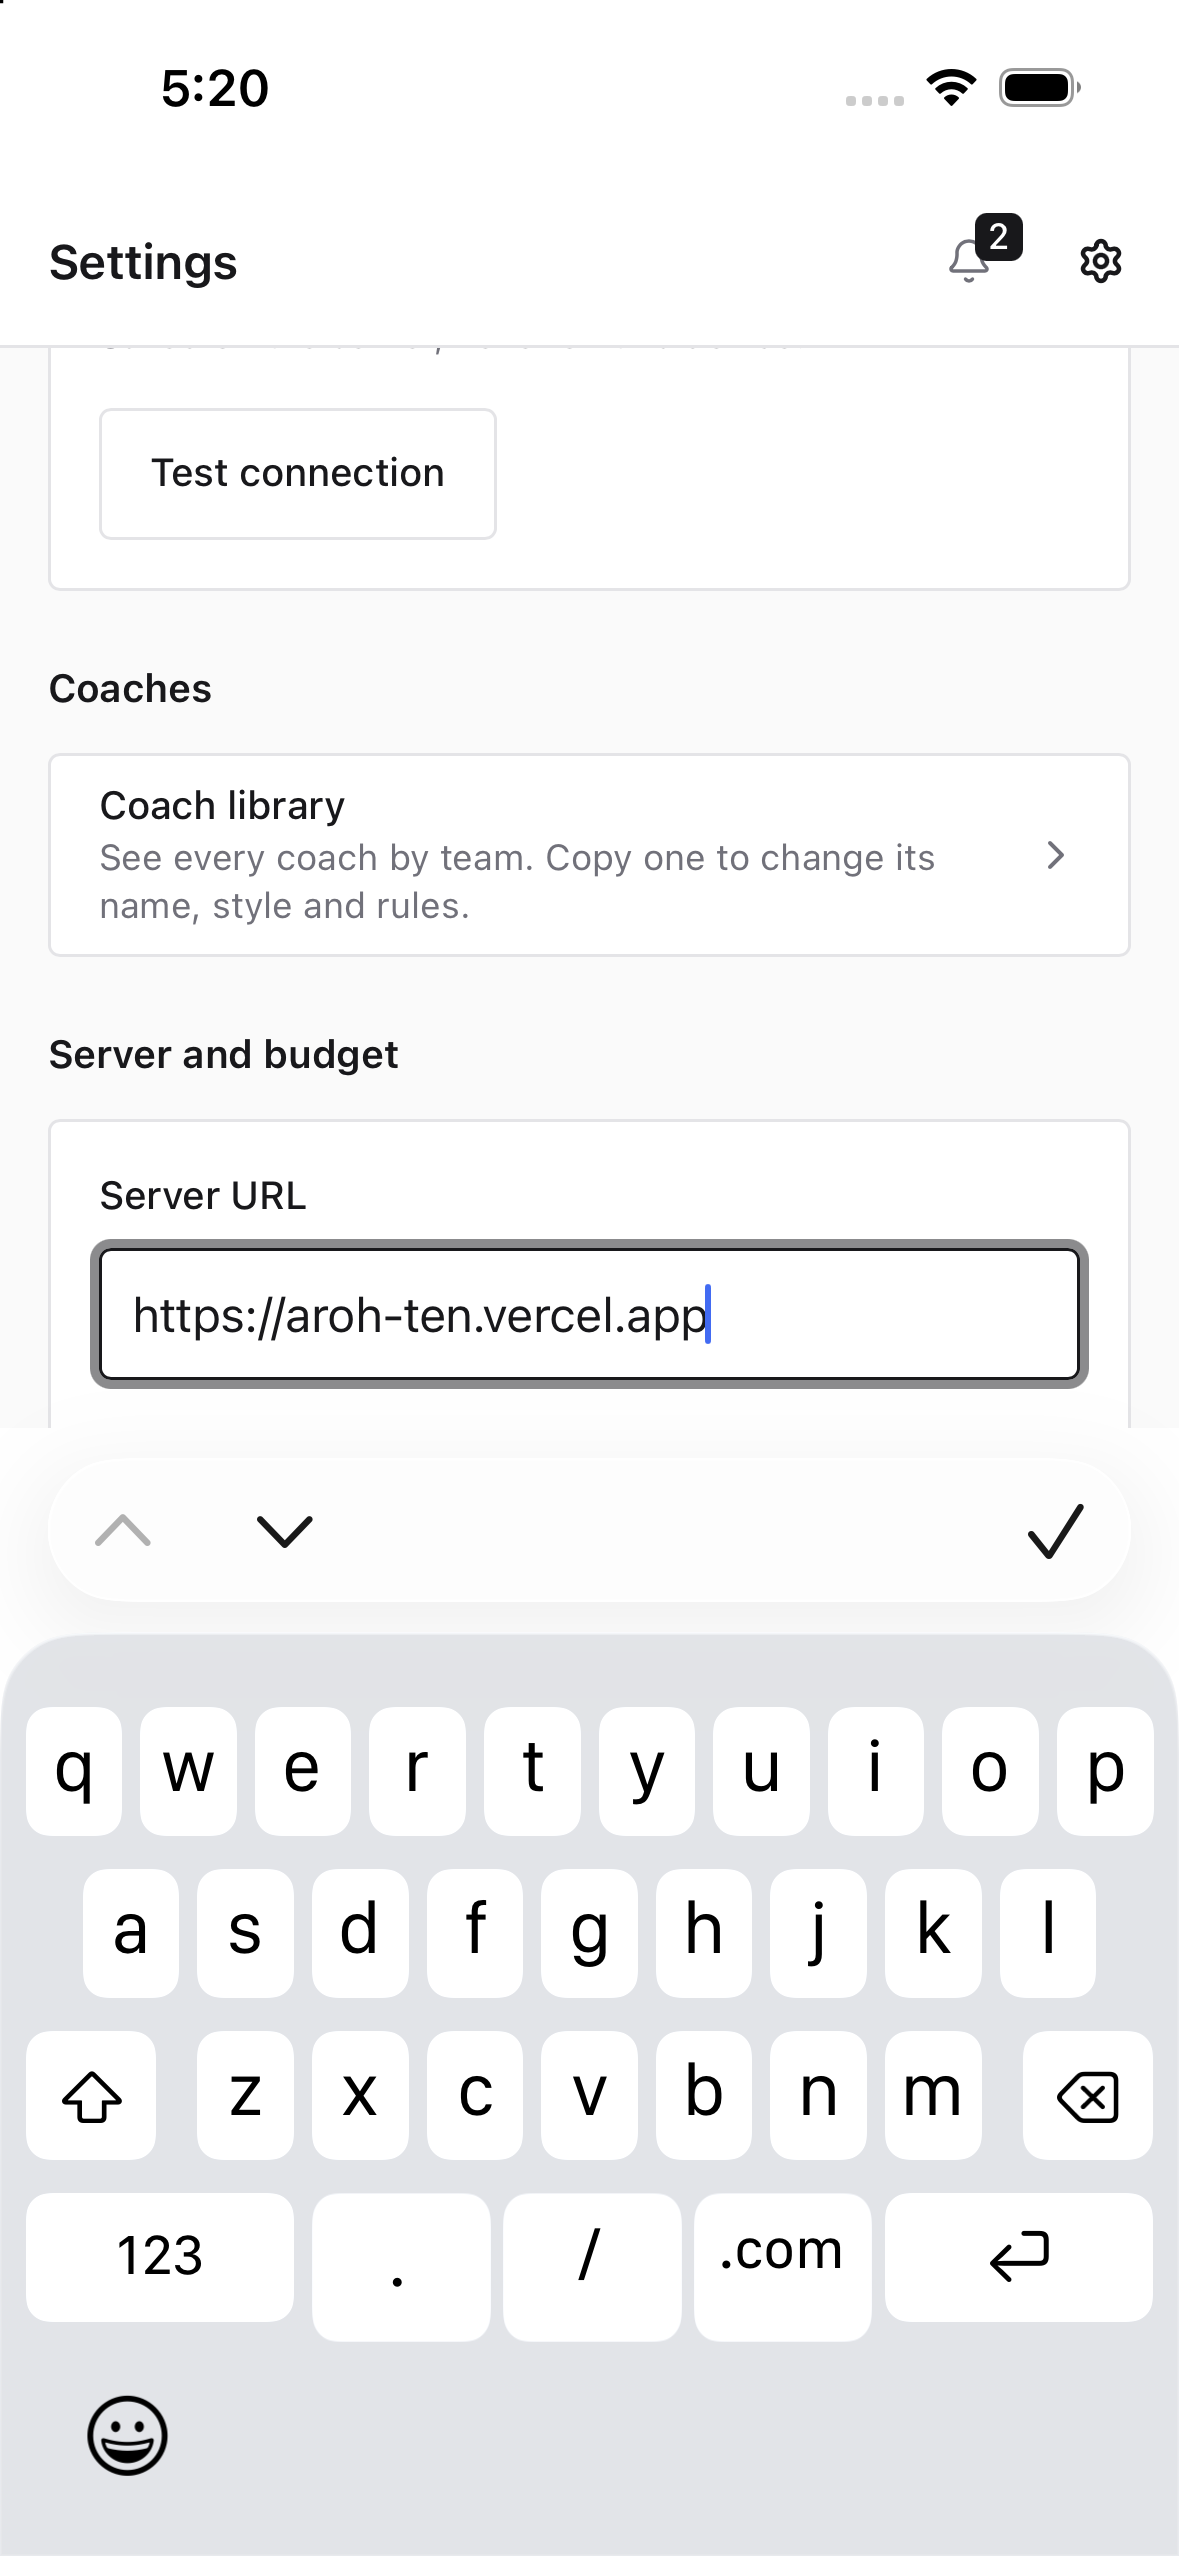 5:20
Settings
2
Test connection
Coaches
Coach library
See every coach by team. Copy one to change its
name, style and rules.
Server and budget
Server URL
https://aroh-ten.vercel.app
q w e r t y u i o p
a s d f g h j k l
z x c v b n m
123 . / .com